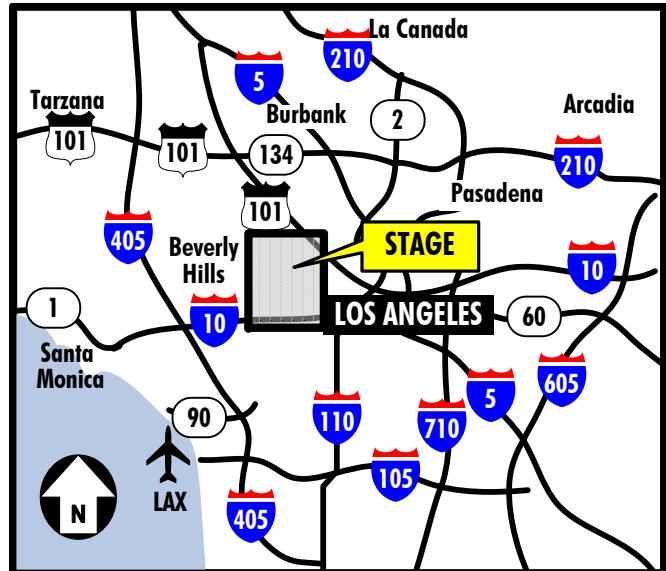 La Canada
210
5
Tarzana
Burbank
Arcadia
2
101
101
134
210
Pasadena
101
405
Beverly
Hills
STAGE
10
1
10
LOS ANGELES
60
Santa
Monica
605
5
90
110
710
LAX
105
N
405